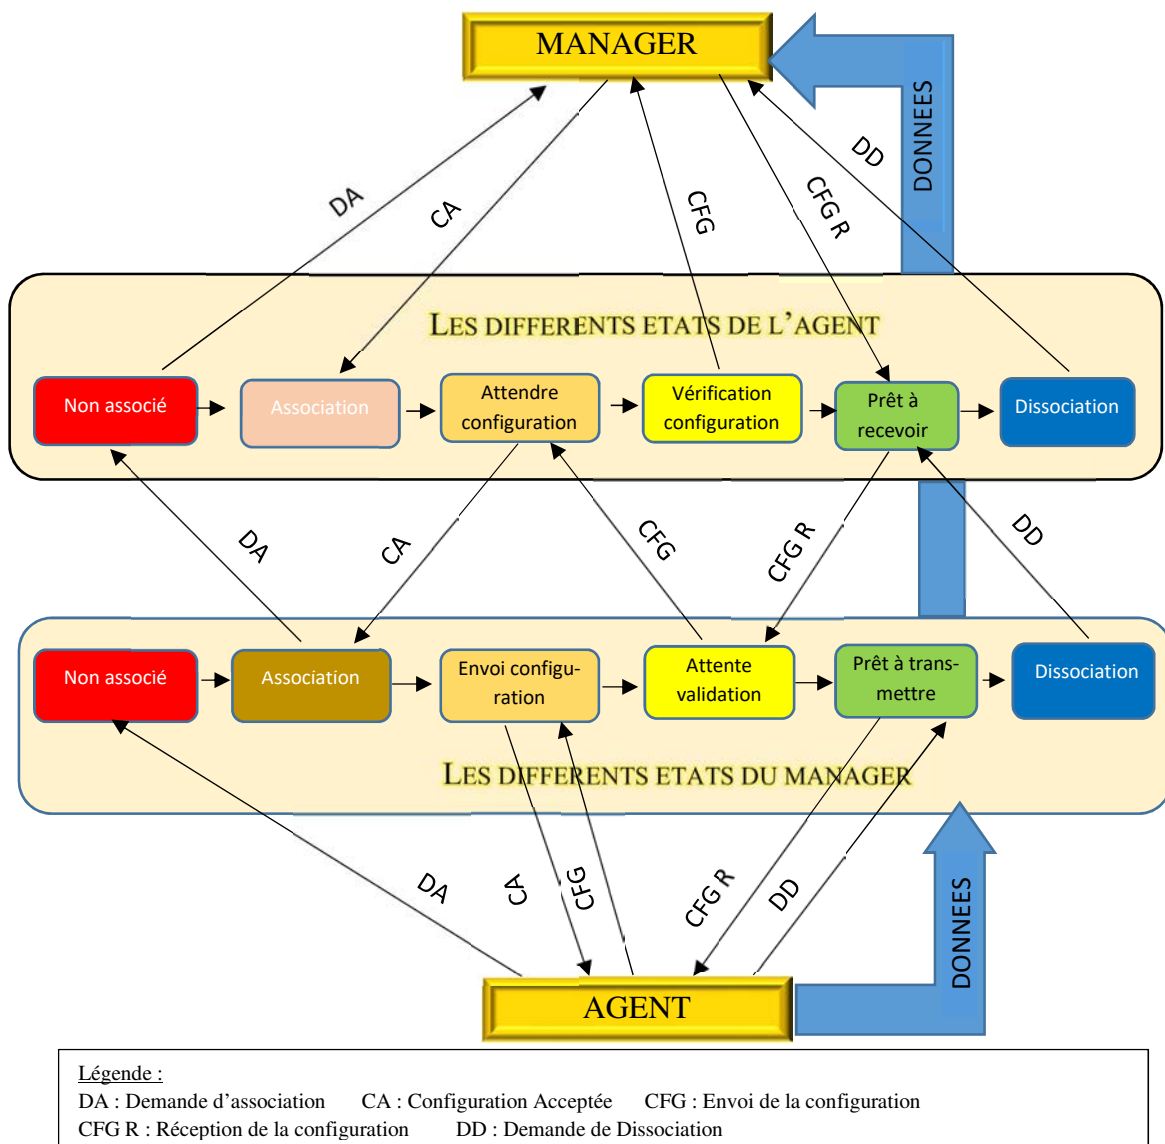 MANAGER
DONNEES
DA
CA
CFG
CFG R
DD
LES DIFFERENTS ETATS DE L'AGENT
Non associé
Association
Attendre
configuration
Vérification
configuration
Prêt à
recevoir
Dissociation
DA
CA
CFG
CFG R
DD
Non associé
Association
Envoi configu-
ration
Attente
validation
Prêt à trans-
mettre
Dissociation
LES DIFFERENTS ETATS DU MANAGER
DA
CA
CFG
CFG R
DD
DONNEES
AGENT
Légende :
DA : Demande d'association CA : Configuration Acceptée CFG : Envoi de la configuration
CFG R : Réception de la configuration DD : Demande de Dissociation